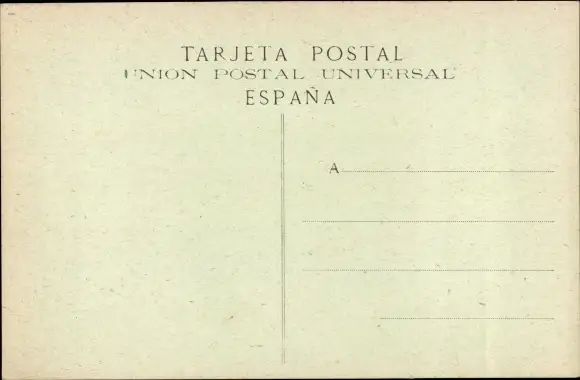 TARJETA POSTAL
UNION POSTAL UNIVERSAL
ESPAÑA
A